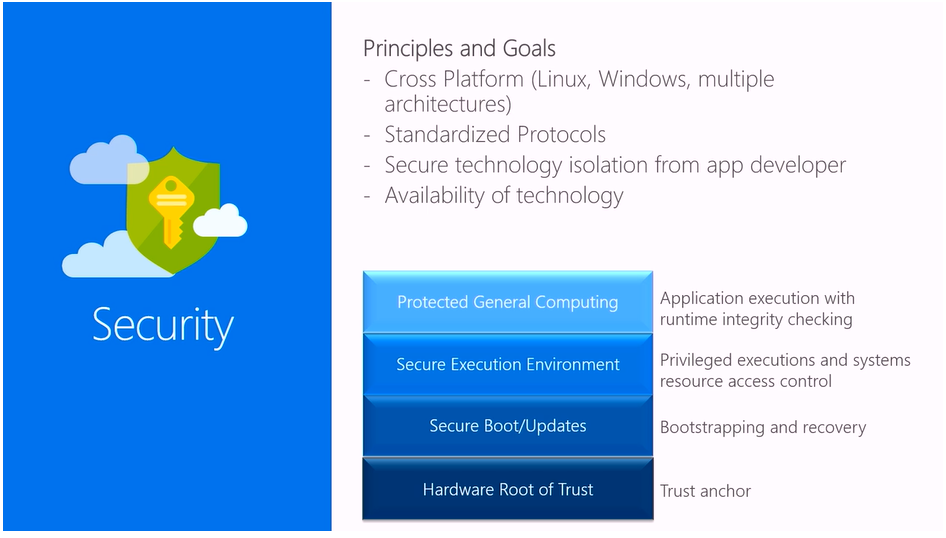 Security
Principles and Goals
- Cross Platform (Linux, Windows, multiple
architectures)
- Standardized Protocols
- Secure technology isolation from app developer
- Availability of technology
Protected General Computing
Application execution with
runtime integrity checking
Secure Execution Environment
Privileged executions and systems
resource access control
Secure Boot/Updates
Bootstrapping and recovery
Hardware Root of Trust
Trust anchor